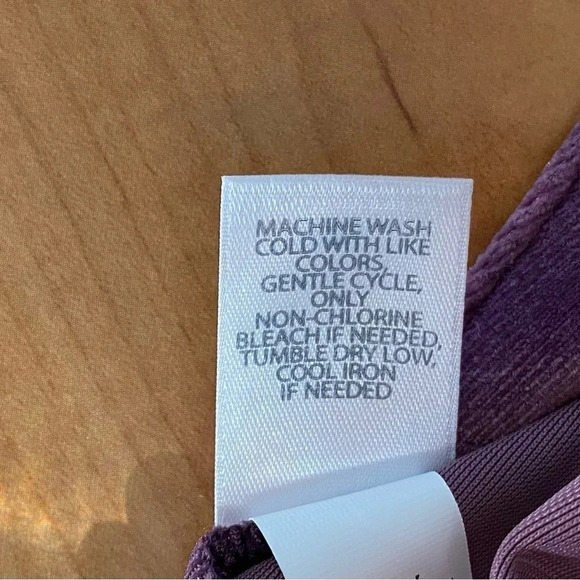 MACHINE WASH
COLD WITH LIKE
COLORS,
GENTLE CYCLE,
ONLY
NON-CHLORINE
BLEACH IF NEEDED,
TUMBLE DRY LOW,
COOL IRON
IF NEEDED